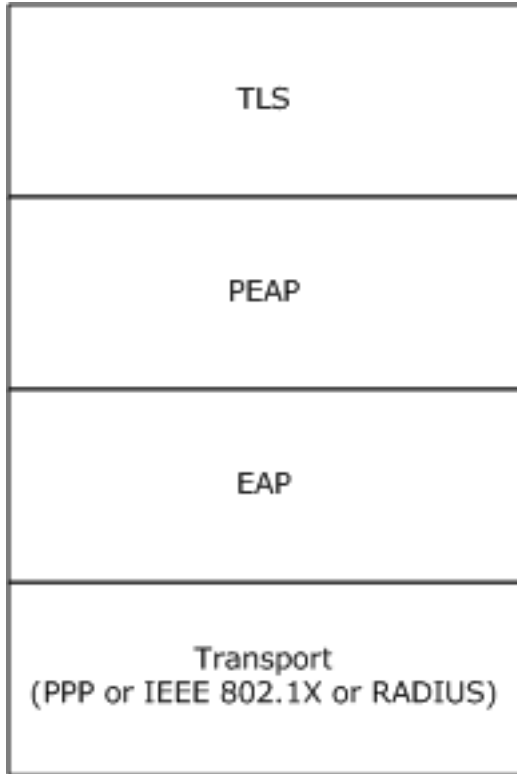 TLS
PEAP
EAP
Transport
(PPP or IEEE 802.1X or RADIUS)